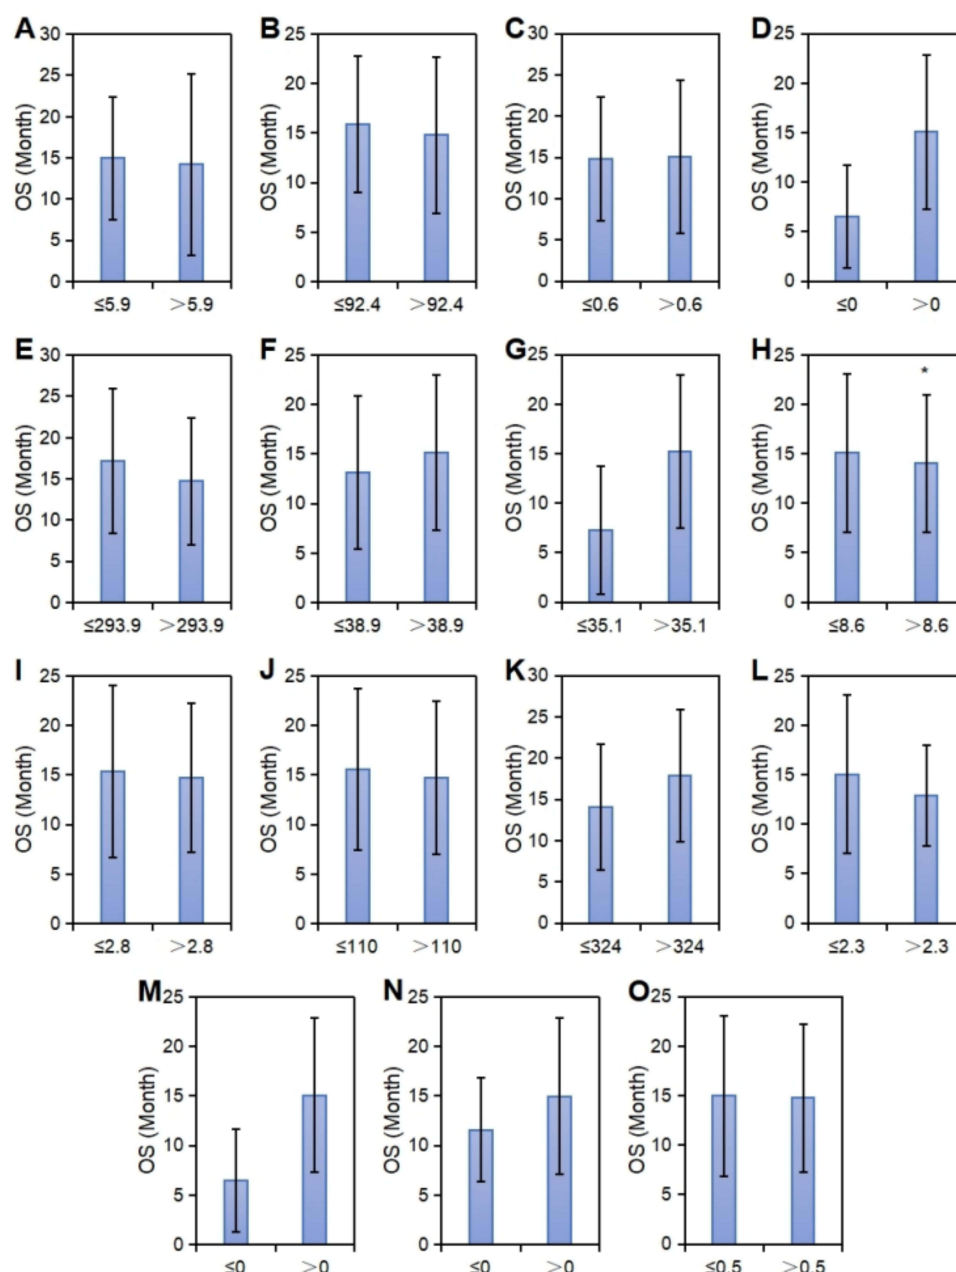 A B C D
30 25 30 25
25 20 25 20
20 15 20 15
15 10 15 10
10 5 10 5
5 0 5 0
0 0
OS (Month) OS (Month) OS (Month) OS (Month)
≤5.9 >5.9 ≤92.4 >92.4 ≤0.6 >0.6 ≤0 >0
E F G H
30 25 25 25
25 20 20 20
20 15 15 15
15 10 10 10
10 5 5 5
5 0 0 0
0
OS (Month) OS (Month) OS (Month) OS (Month)
*
≤293.9 >293.9 ≤38.9 >38.9 ≤35.1 >35.1 ≤8.6 >8.6
I J K L
25 25 30 25
20 20 25 20
15 15 20 15
10 10 15 10
5 5 10 5
0 0 5 0
0
OS (Month) OS (Month) OS (Month) OS (Month)
≤2.8 >2.8 ≤110 >110 ≤324 >324 ≤2.3 >2.3
M N O
25 25 25
20 20 20
15 15 15
10 10 10
5 5 5
0 0 0
OS (Month) OS (Month) OS (Month)
≤0 >0 ≤0 >0 ≤0.5 >0.5